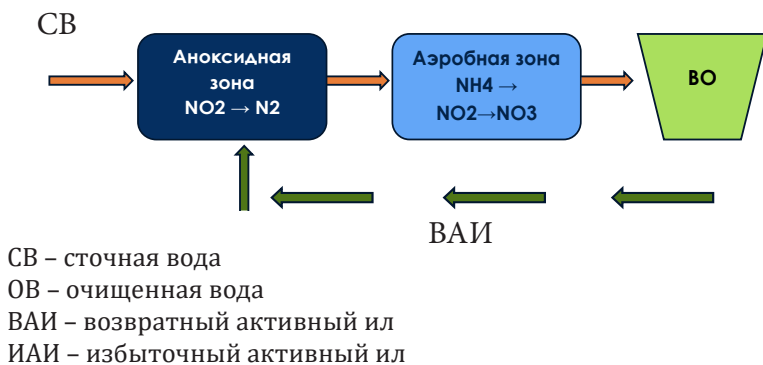 СВ
Аноксидная
зона
NO2 → N2
Аэробная зона
NH4 →
NO2→NO3
ВО
ВАИ
СВ – сточная вода
ОВ – очищенная вода
ВАИ – возвратный активный ил
ИАИ – избыточный активный ил